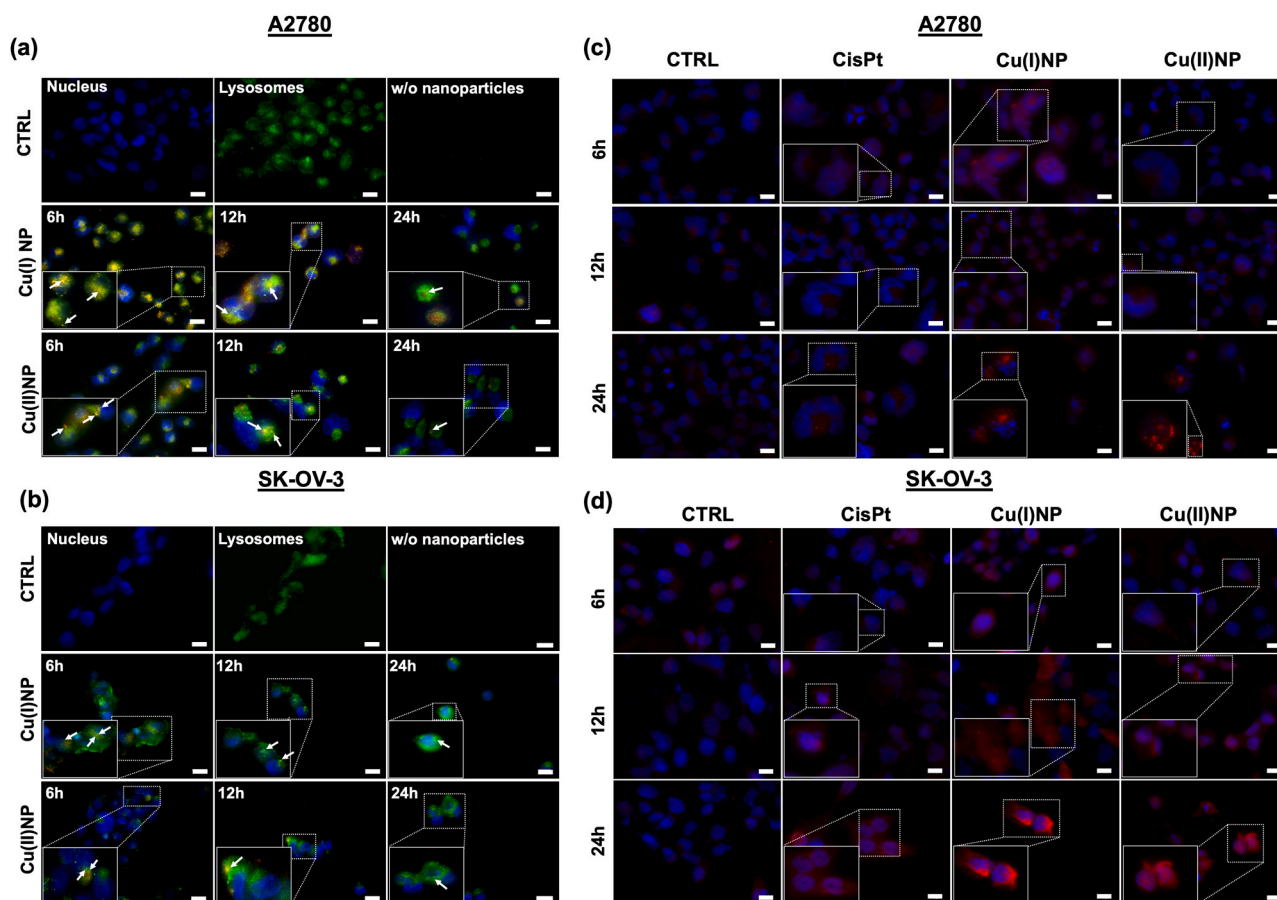 A2780
(a)
Nucleus
Lysosomes
w/o nanoparticles
CTRL
6h
12h
24h
Cu(I) NP
6h
12h
24h
Cu(II)NP
SK-OV-3
(b)
Nucleus
Lysosomes
w/o nanoparticles
CTRL
6h
12h
24h
Cu(I)NP
6h
12h
24h
Cu(II)NP
A2780
(c)
CTRL
CisPt
Cu(I)NP
Cu(II)NP
6h
12h
24h
SK-OV-3
(d)
CTRL
CisPt
Cu(I)NP
Cu(II)NP
6h
12h
24h